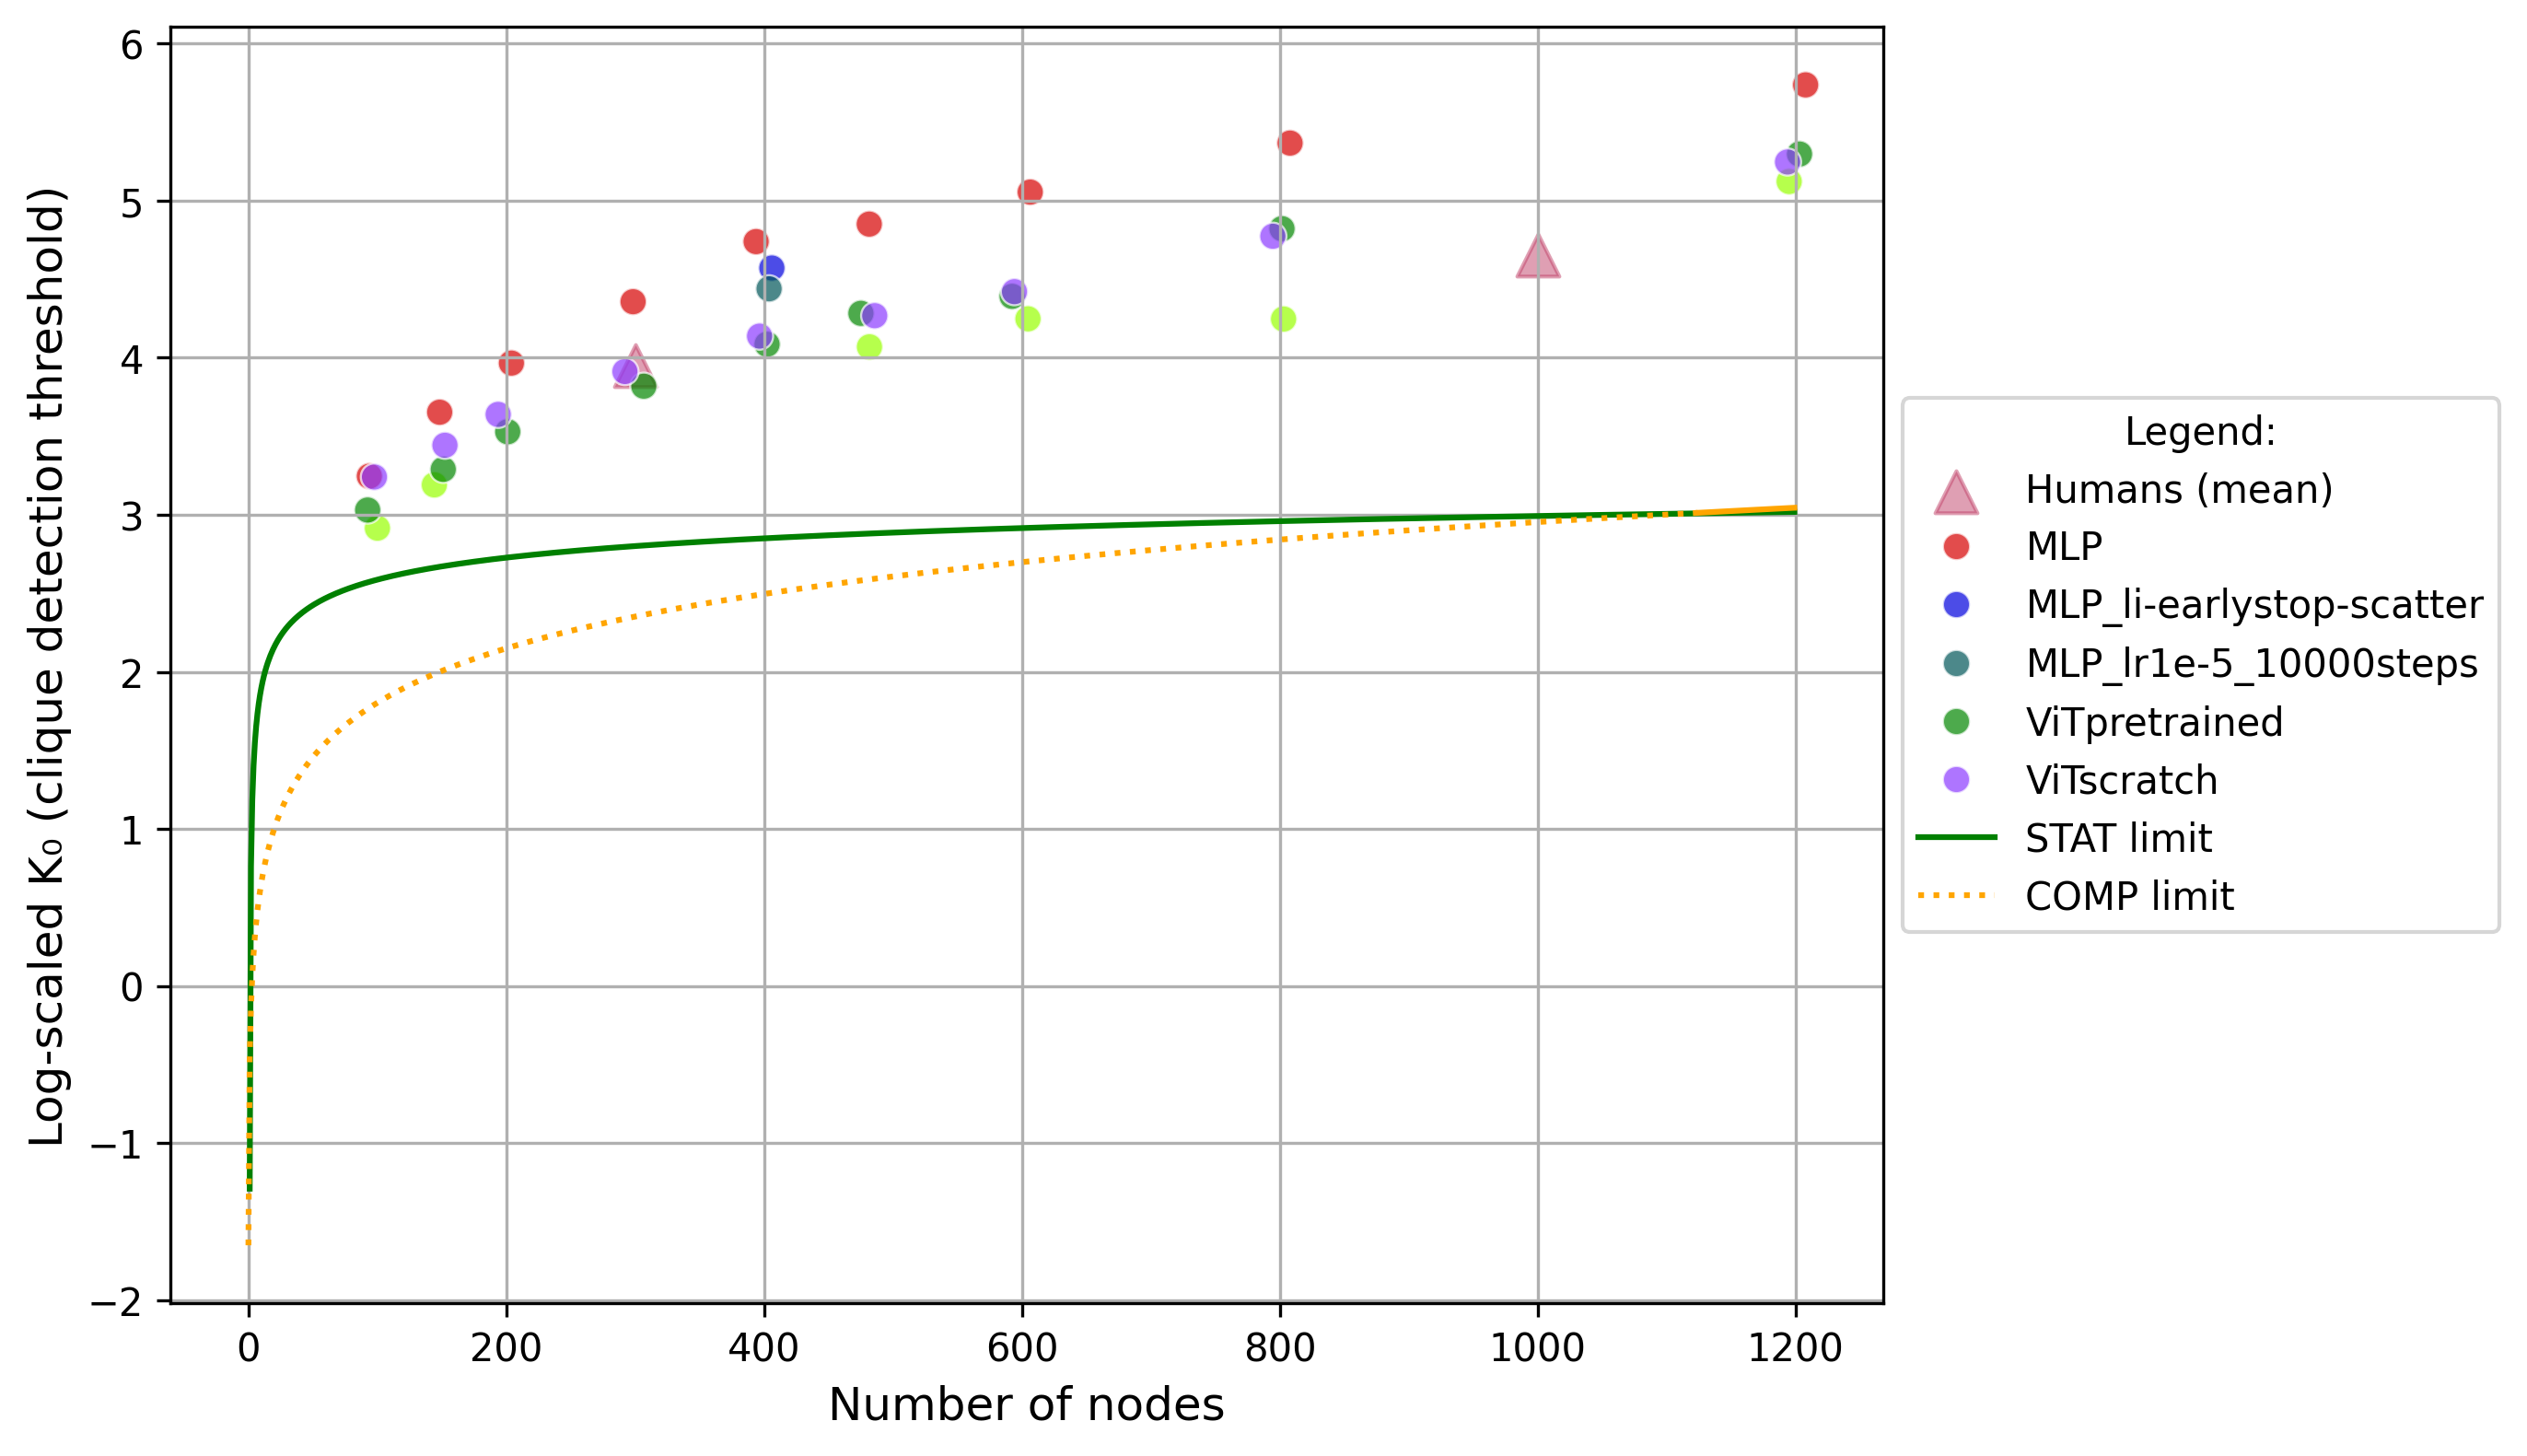 6
5
4
3
2
1
0
−1
−2
Log-scaled K₀ (clique detection threshold)
0 200 400 600 800 1000 1200
Number of nodes
Legend:
Humans (mean)
MLP
MLP_li-earlystop-scatter
MLP_lr1e-5_10000steps
ViTpretrained
ViTscratch
STAT limit
COMP limit